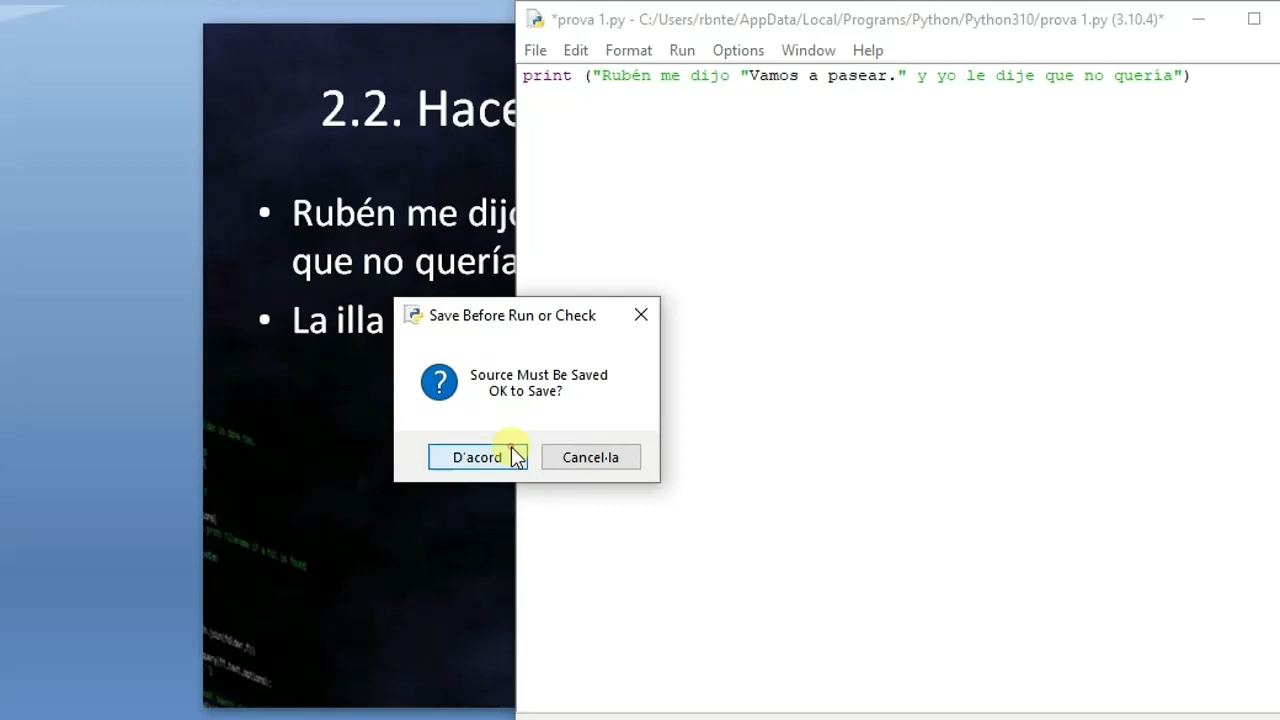 *prova 1.py - C:/Users/rbnte/AppData/Local/Programs/Python/Python310/prova 1.py (3.10.4)*
File Edit Format Run Options Window Help
print ("Rubén me dijo "Vamos a pasear." y yo le dije que no quería")
2.2. Hace
• Rubén me dijo
que no quería
• La illa
Save Before Run or Check
Source Must Be Saved
OK to Save?
D'acord Cancel·la